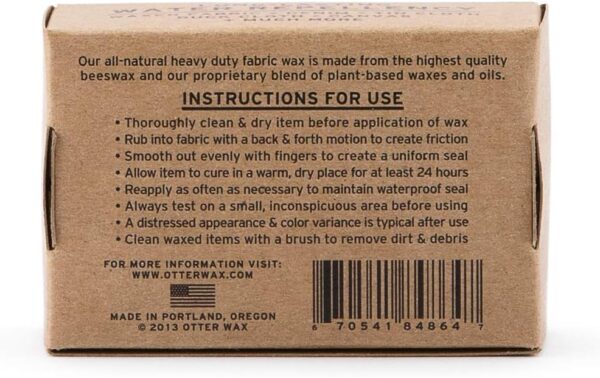 WATER REPELLENCY
+ MUCH MORE
Our all-natural heavy duty fabric wax is made from the highest quality
beeswax and our proprietary blend of plant-based waxes and oils.
INSTRUCTIONS FOR USE
• Thoroughly clean & dry item before application of wax
• Rub into fabric with a back & forth motion to create friction
• Smooth out evenly with fingers to create a uniform seal
• Allow item to cure in a warm, dry place for at least 24 hours
• Reapply as often as necessary to maintain waterproof seal
• Always test on a small, inconspicuous area before using
• A distressed appearance & color variance is typical after use
• Clean waxed items with a brush to remove dirt & debris
FOR MORE INFORMATION VISIT:
WWW.OTTERWAX.COM
MADE IN PORTLAND, OREGON
© 2013 OTTER WAX
6 70541 84864 7